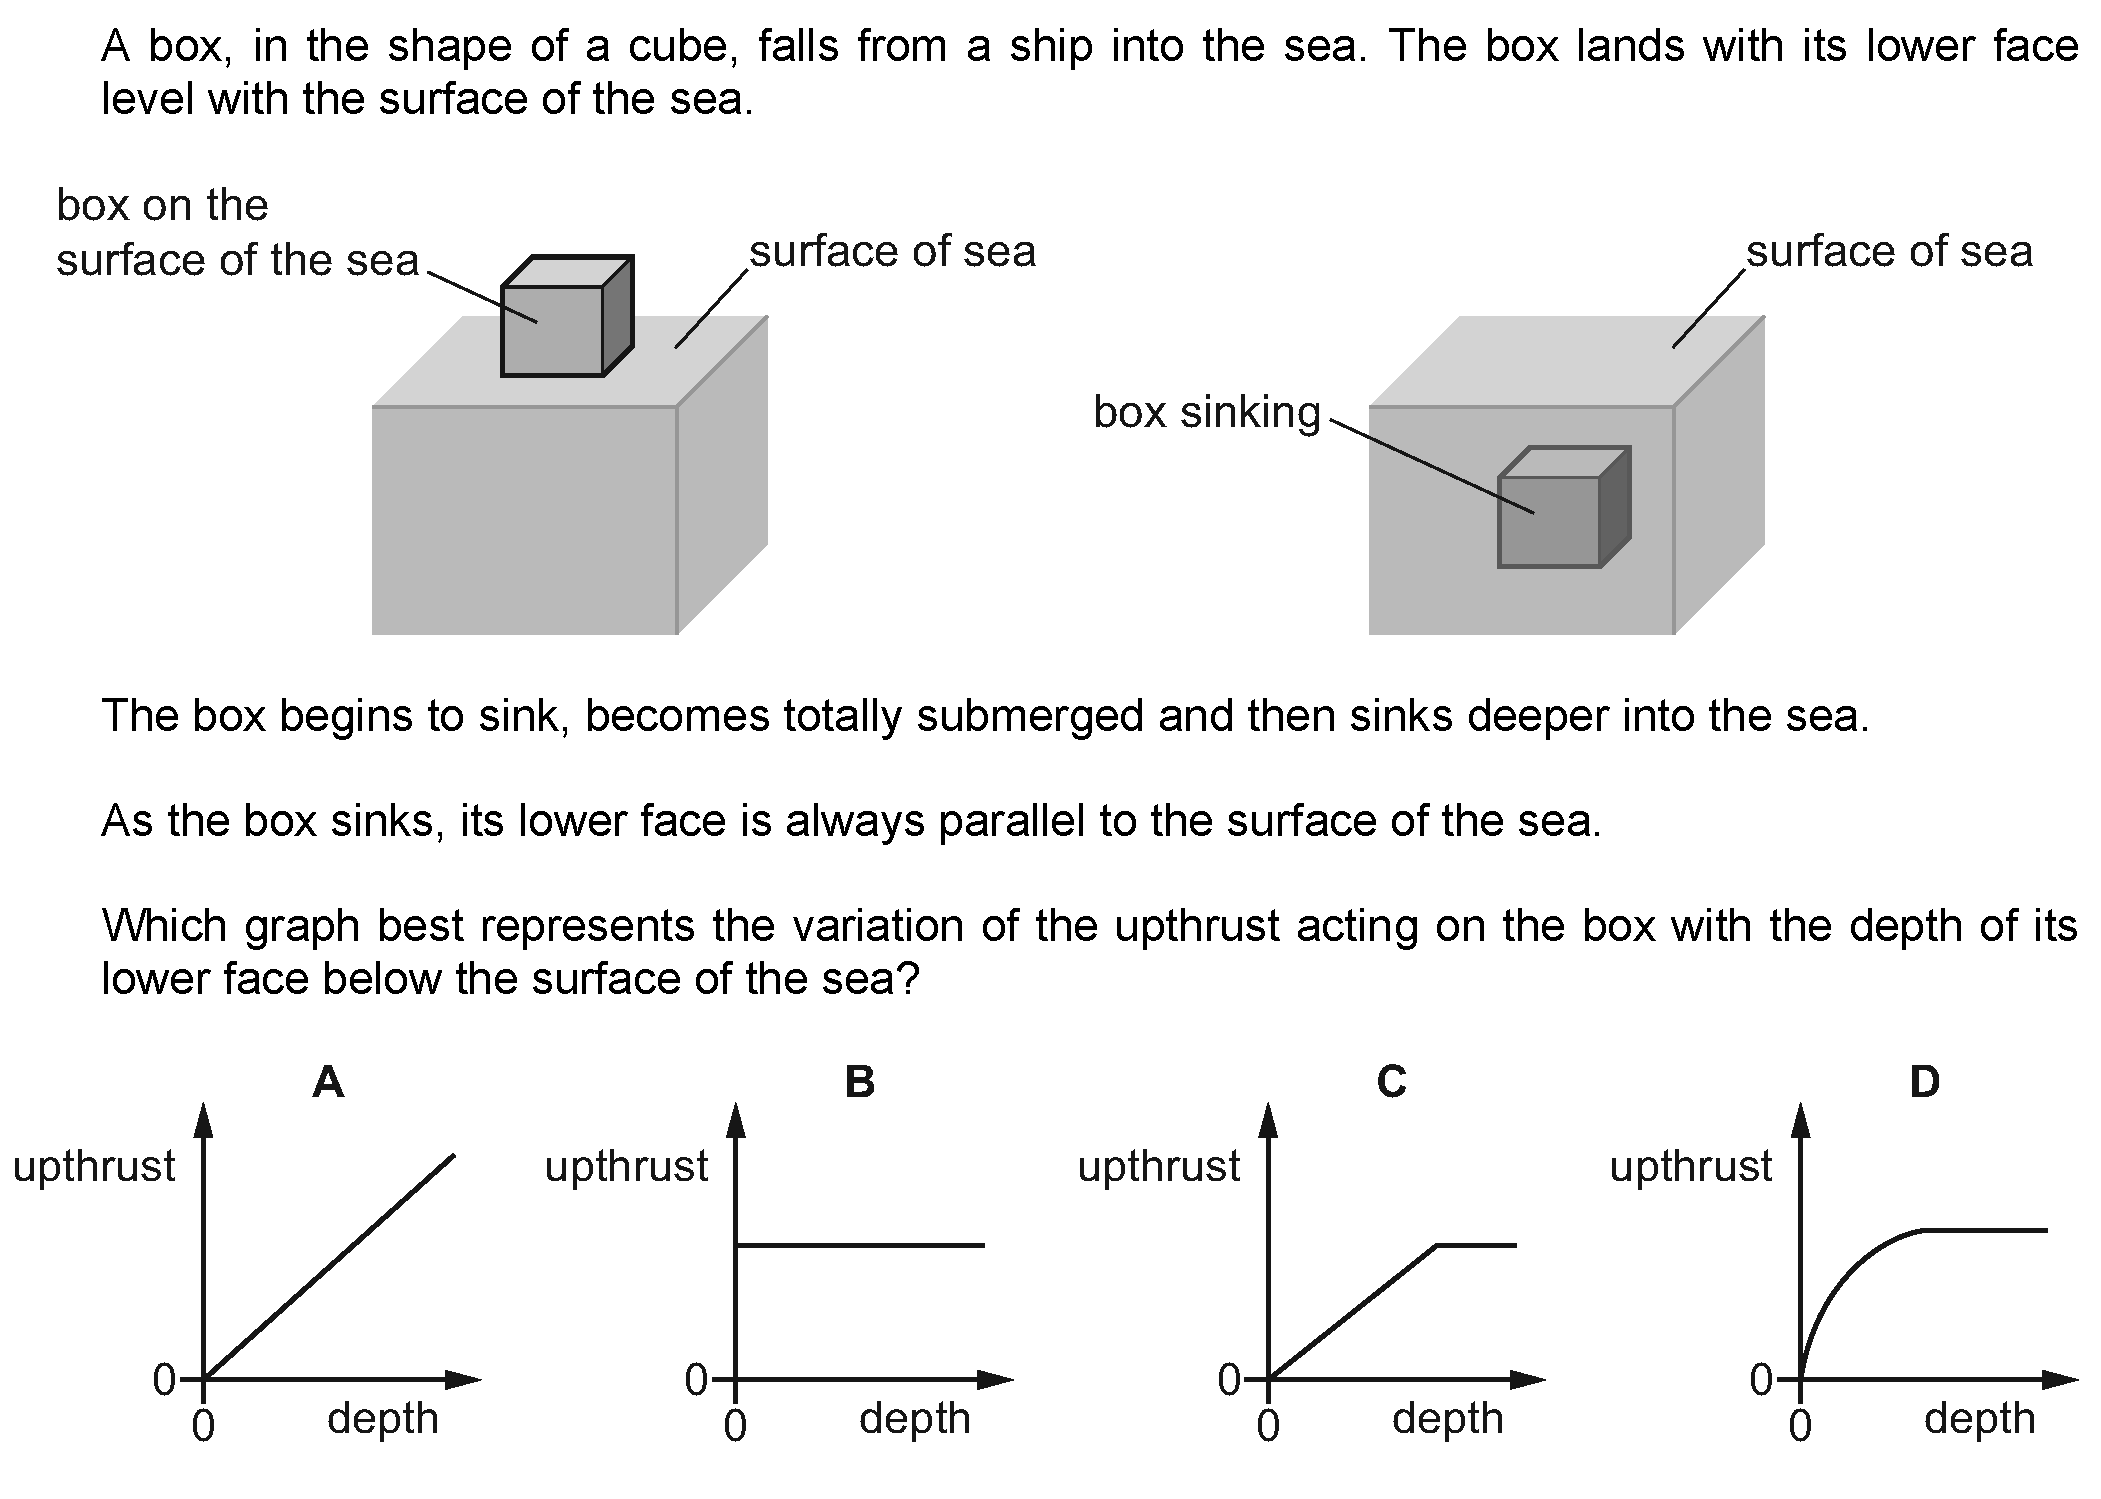 A box, in the shape of a cube, falls from a ship into the sea. The box lands with its lower face
level with the surface of the sea.
box on the
surface of the sea
surface of sea
surface of sea
box sinking
The box begins to sink, becomes totally submerged and then sinks deeper into the sea.
As the box sinks, its lower face is always parallel to the surface of the sea.
Which graph best represents the variation of the upthrust acting on the box with the depth of its
lower face below the surface of the sea?
A
upthrust
0
0
depth
B
upthrust
0
0
depth
C
upthrust
0
0
depth
D
upthrust
0
0
depth